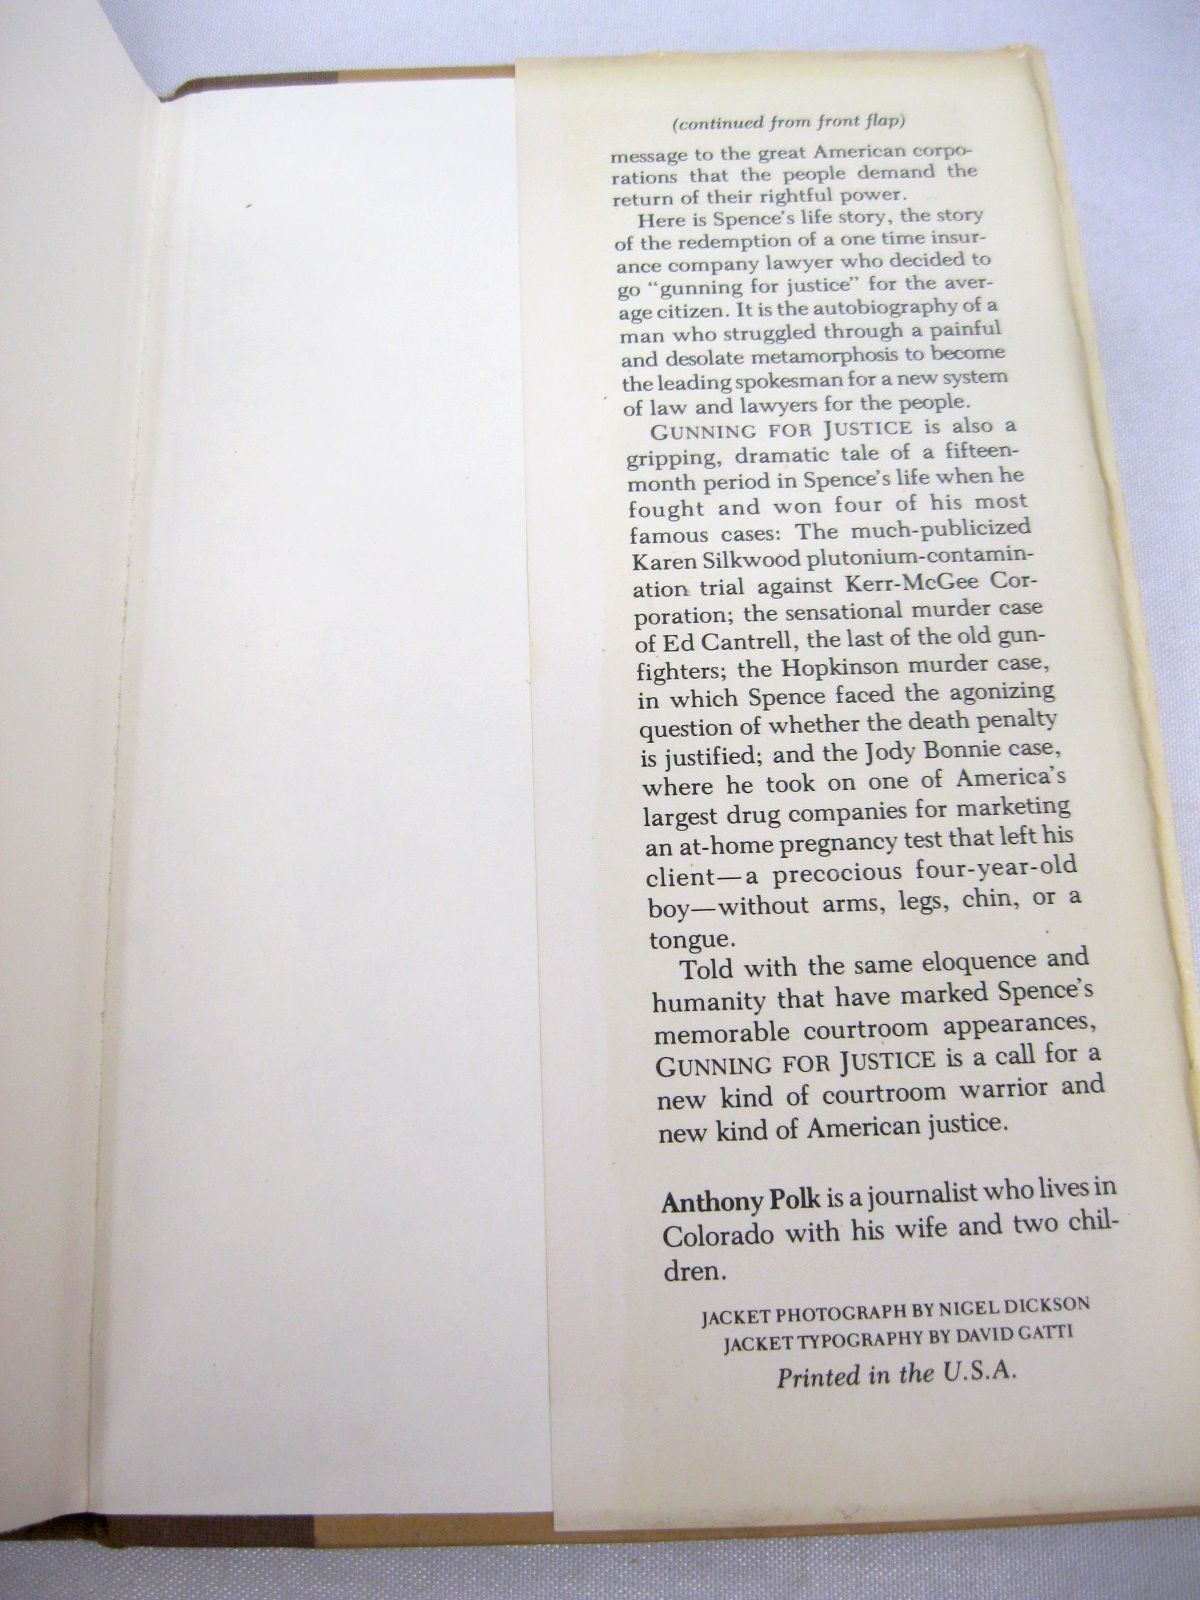 (continued from front flap)
message to the great American corpo-
rations that the people demand the
return of their rightful power.
Here is Spence's life story, the story
of the redemption of a one time insur-
ance company lawyer who decided to
go "gunning for justice" for the aver-
age citizen. It is the autobiography of a
man who struggled through a painful
and desolate metamorphosis to become
the leading spokesman for a new system
of law and lawyers for the people.
GUNNING FOR JUSTICE is also a
gripping, dramatic tale of a fifteen-
month period in Spence's life when he
fought and won four of his most
famous cases: The much-publicized
Karen Silkwood plutonium-contamin-
ation trial against Kerr-McGee Cor-
poration; the sensational murder case
of Ed Cantrell, the last of the old gun-
fighters; the Hopkinson murder case,
in which Spence faced the agonizing
question of whether the death penalty
is justified; and the Jody Bonnie case,
where he took on one of America's
largest drug companies for marketing
an at-home pregnancy test that left his
client—a precocious four-year-old
boy—without arms, legs, chin, or a
tongue.
Told with the same eloquence and
humanity that have marked Spence's
memorable courtroom appearances,
GUNNING FOR JUSTICE is a call for a
new kind of courtroom warrior and
new kind of American justice.
Anthony Polk is a journalist who lives in
Colorado with his wife and two chil-
dren.
JACKET PHOTOGRAPH BY NIGEL DICKSON
JACKET TYPOGRAPHY BY DAVID GATTI
Printed in the U.S.A.